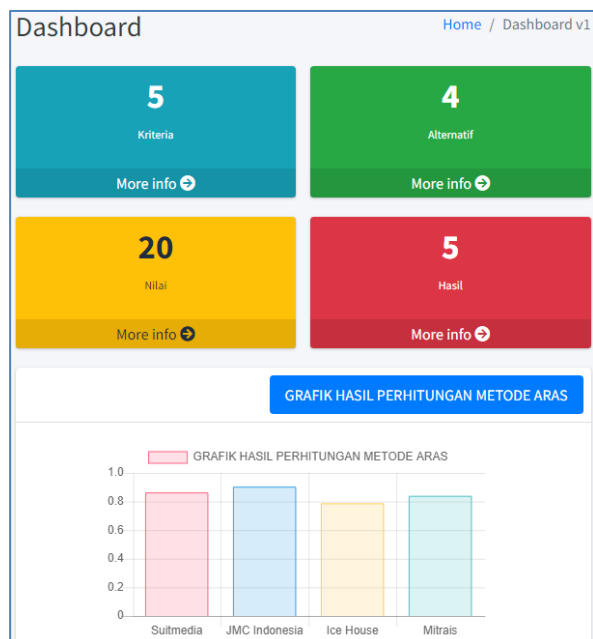 Dashboard
Home / Dashboard v1
5
Kriteria
More info
4
Alternatif
More info
20
Nilai
More info
5
Hasil
More info
GRAFIK HASIL PERHITUNGAN METODE ARAS
GRAFIK HASIL PERHITUNGAN METODE ARAS
1.0
0.8
0.6
0.4
0.2
0
Suitmedia JMC Indonesia Ice House Mitrais